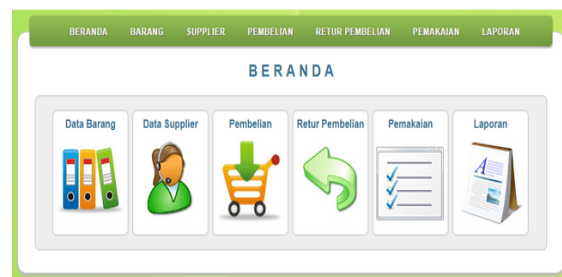 BERANDA BARANG SUPPLIER PEMBELIAN RETUR PEMBELIAN PEMAKAIAN LAPORAN
BERANDA
Data Barang Data Supplier Pembelian Retur Pembelian Pemakaian Laporan
A